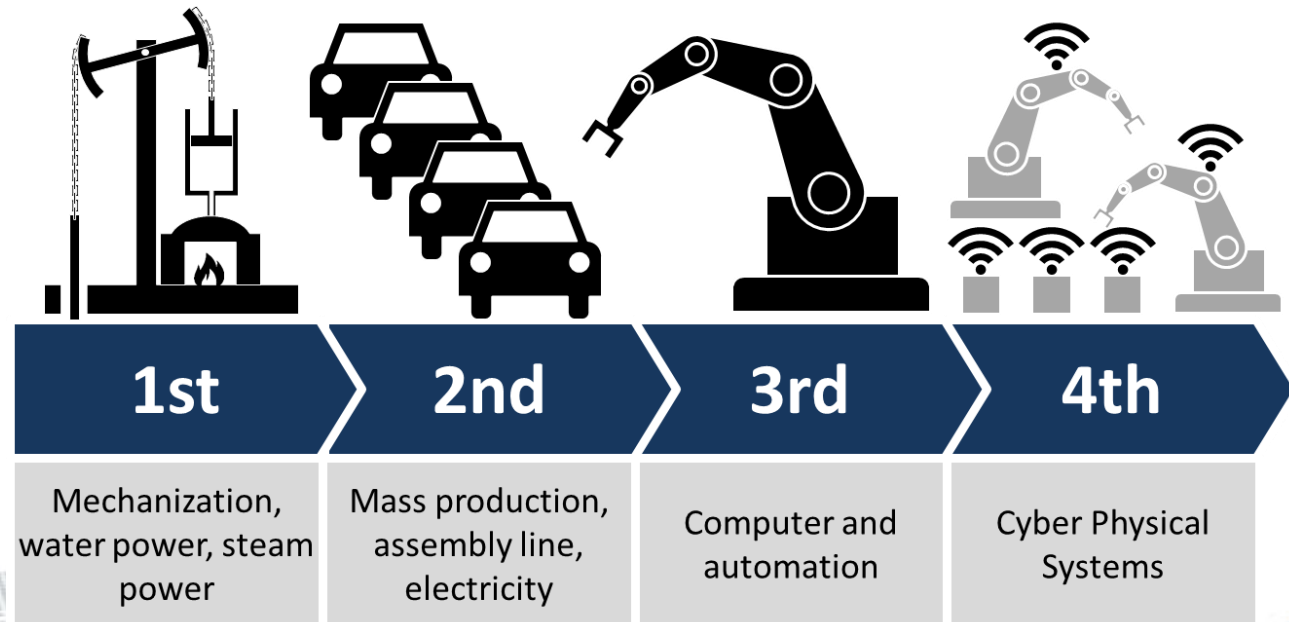 1st
2nd
3rd
4th
Mechanization,
water power, steam
power
Mass production,
assembly line,
electricity
Computer and
automation
Cyber Physical
Systems